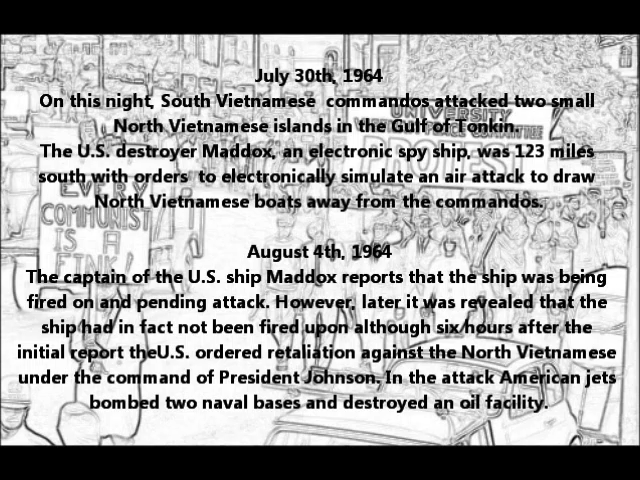 July 30th, 1964
On this night, South Vietnamese commandos attacked two small
North Vietnamese islands in the Gulf of Tonkin.
The U.S. destroyer Maddox, an electronic spy ship, was 123 miles
south with orders to electronically simulate an air attack to draw
North Vietnamese boats away from the commandos.
August 4th, 1964
The captain of the U.S. ship Maddox reports that the ship was being
fired on and pending attack. However, later it was revealed that the
ship had in fact not been fired upon although six hours after the
initial report theU.S. ordered retaliation against the North Vietnamese
under the command of President Johnson. In the attack American jets
bombed two naval bases and destroyed an oil facility.
UNIVERSITY
EVERY
COMMUNIST
IS A
FINK!